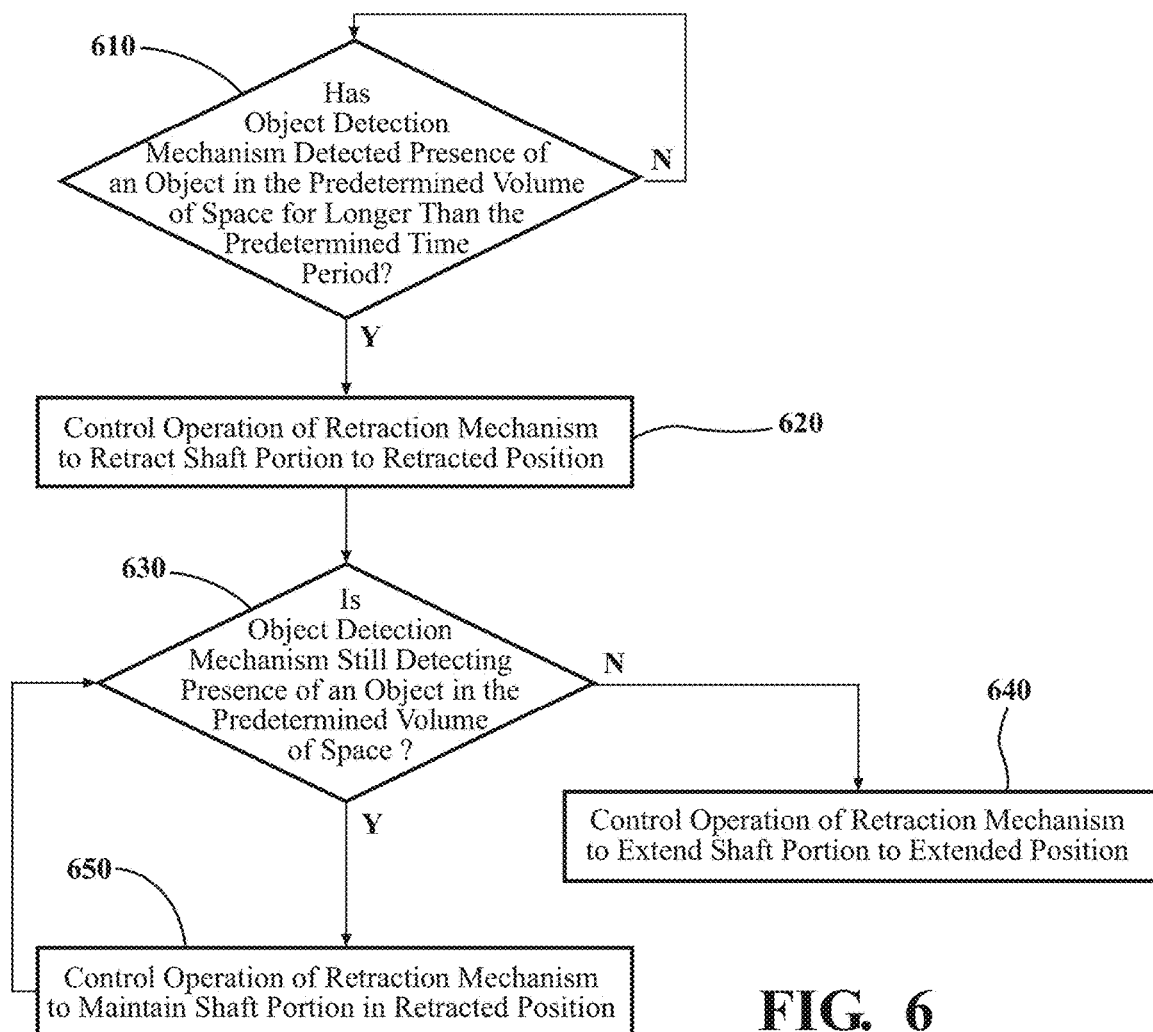 610
Has
Object Detection
Mechanism Detected Presence of
an Object in the Predetermined Volume
of Space for Longer Than the
Predetermined Time
Period?
N
Y
Control Operation of Retraction Mechanism
to Retract Shaft Portion to Retracted Position
620
630
Is
Object Detection
Mechanism Still Detecting
Presence of an Object in the
Predetermined Volume
of Space ?
N
Y
640
Control Operation of Retraction Mechanism
to Extend Shaft Portion to Extended Position
650
Control Operation of Retraction Mechanism
to Maintain Shaft Portion in Retracted Position
FIG. 6